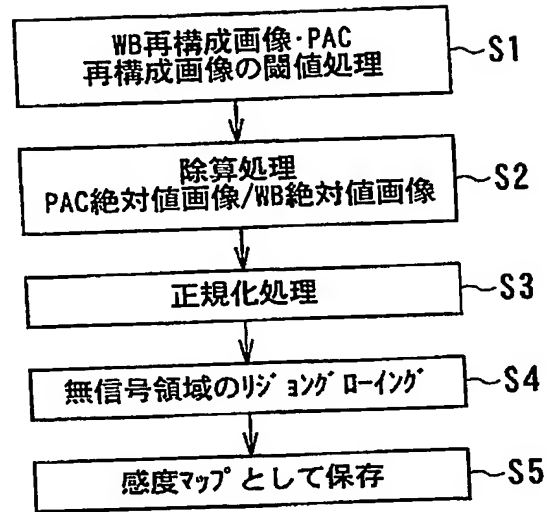 WB再構成画像・PAC
再構成画像の閾値処理
S1
除算処理
PAC絶対値画像/WB絶対値画像
S2
正規化処理
S3
無信号領域のﾘｼﾞｮﾝｸﾞﾛｰｲﾝｸﾞ
S4
感度ﾏｯﾌﾟとして保存
S5